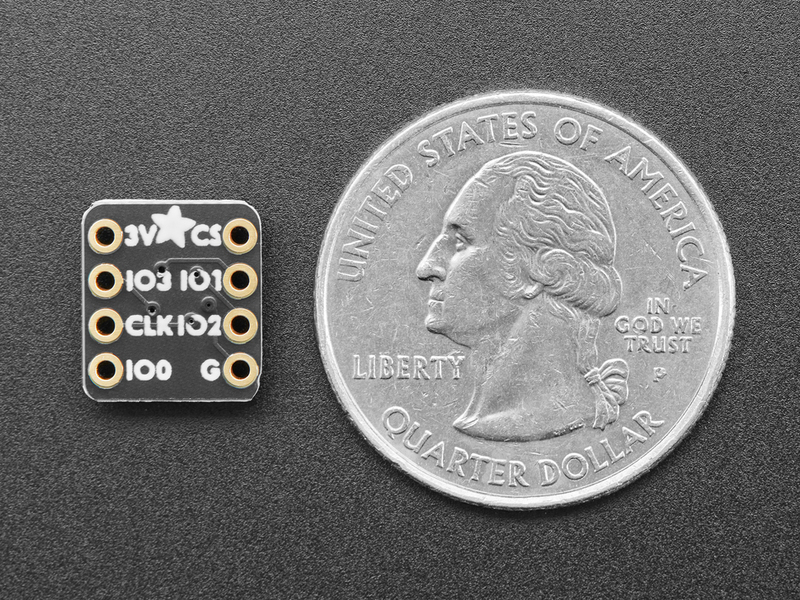 3V CS
IO3 IO1
CLK IO2
IO0 G
UNITED STATES OF AMERICA
LIBERTY
IN
GOD WE
TRUST
P
QUARTER DOLLAR